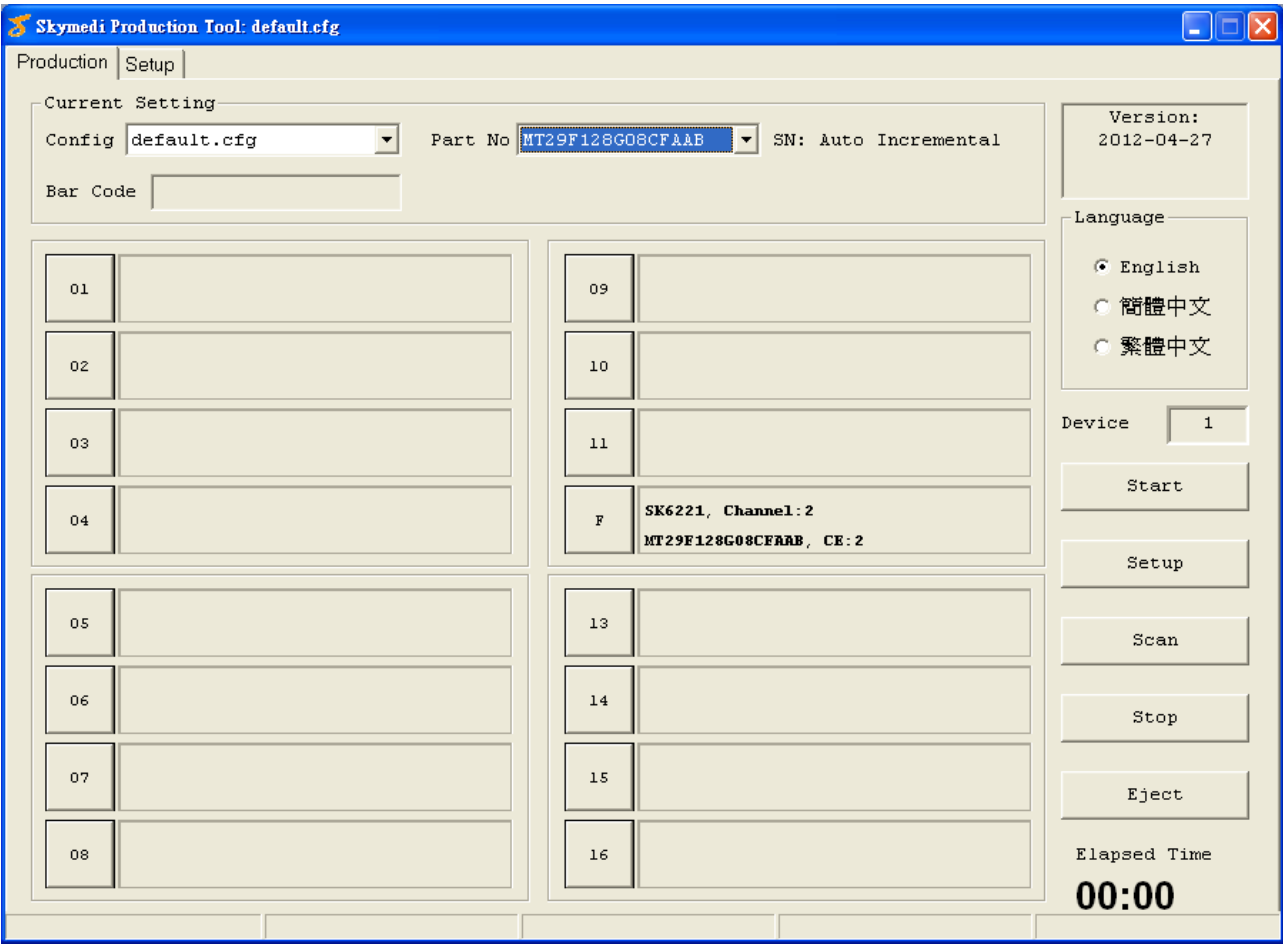 Skymedi Production Tool: default.cfg
Production Setup
Current Setting
Config default.cfg Part No MT29F128G08CFAAB SN: Auto Incremental
Bar Code
Version:
2012-04-27
Language
English
簡體中文
繁體中文
01
02
03
04
09
10
11
F
SK6221, Channel:2
MT29F128G08CFAAB, CE:2
05
06
07
08
13
14
15
16
Device 1
Start
Setup
Scan
Stop
Eject
Elapsed Time
00:00